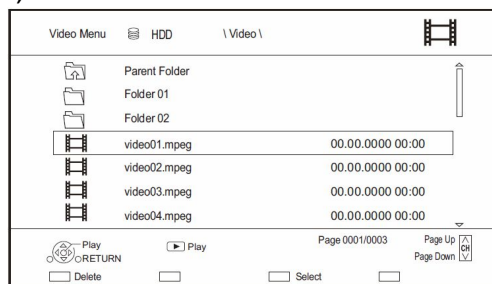 Video Menu HDD \ Video \
Parent Folder
Folder 01
Folder 02
video01.mpeg 00.00.0000 00:00
video02.mpeg 00.00.0000 00:00
video03.mpeg 00.00.0000 00:00
video04.mpeg 00.00.0000 00:00
Play Play Page 0001/0003 Page Up
RETURN Page Down CH
Delete Select